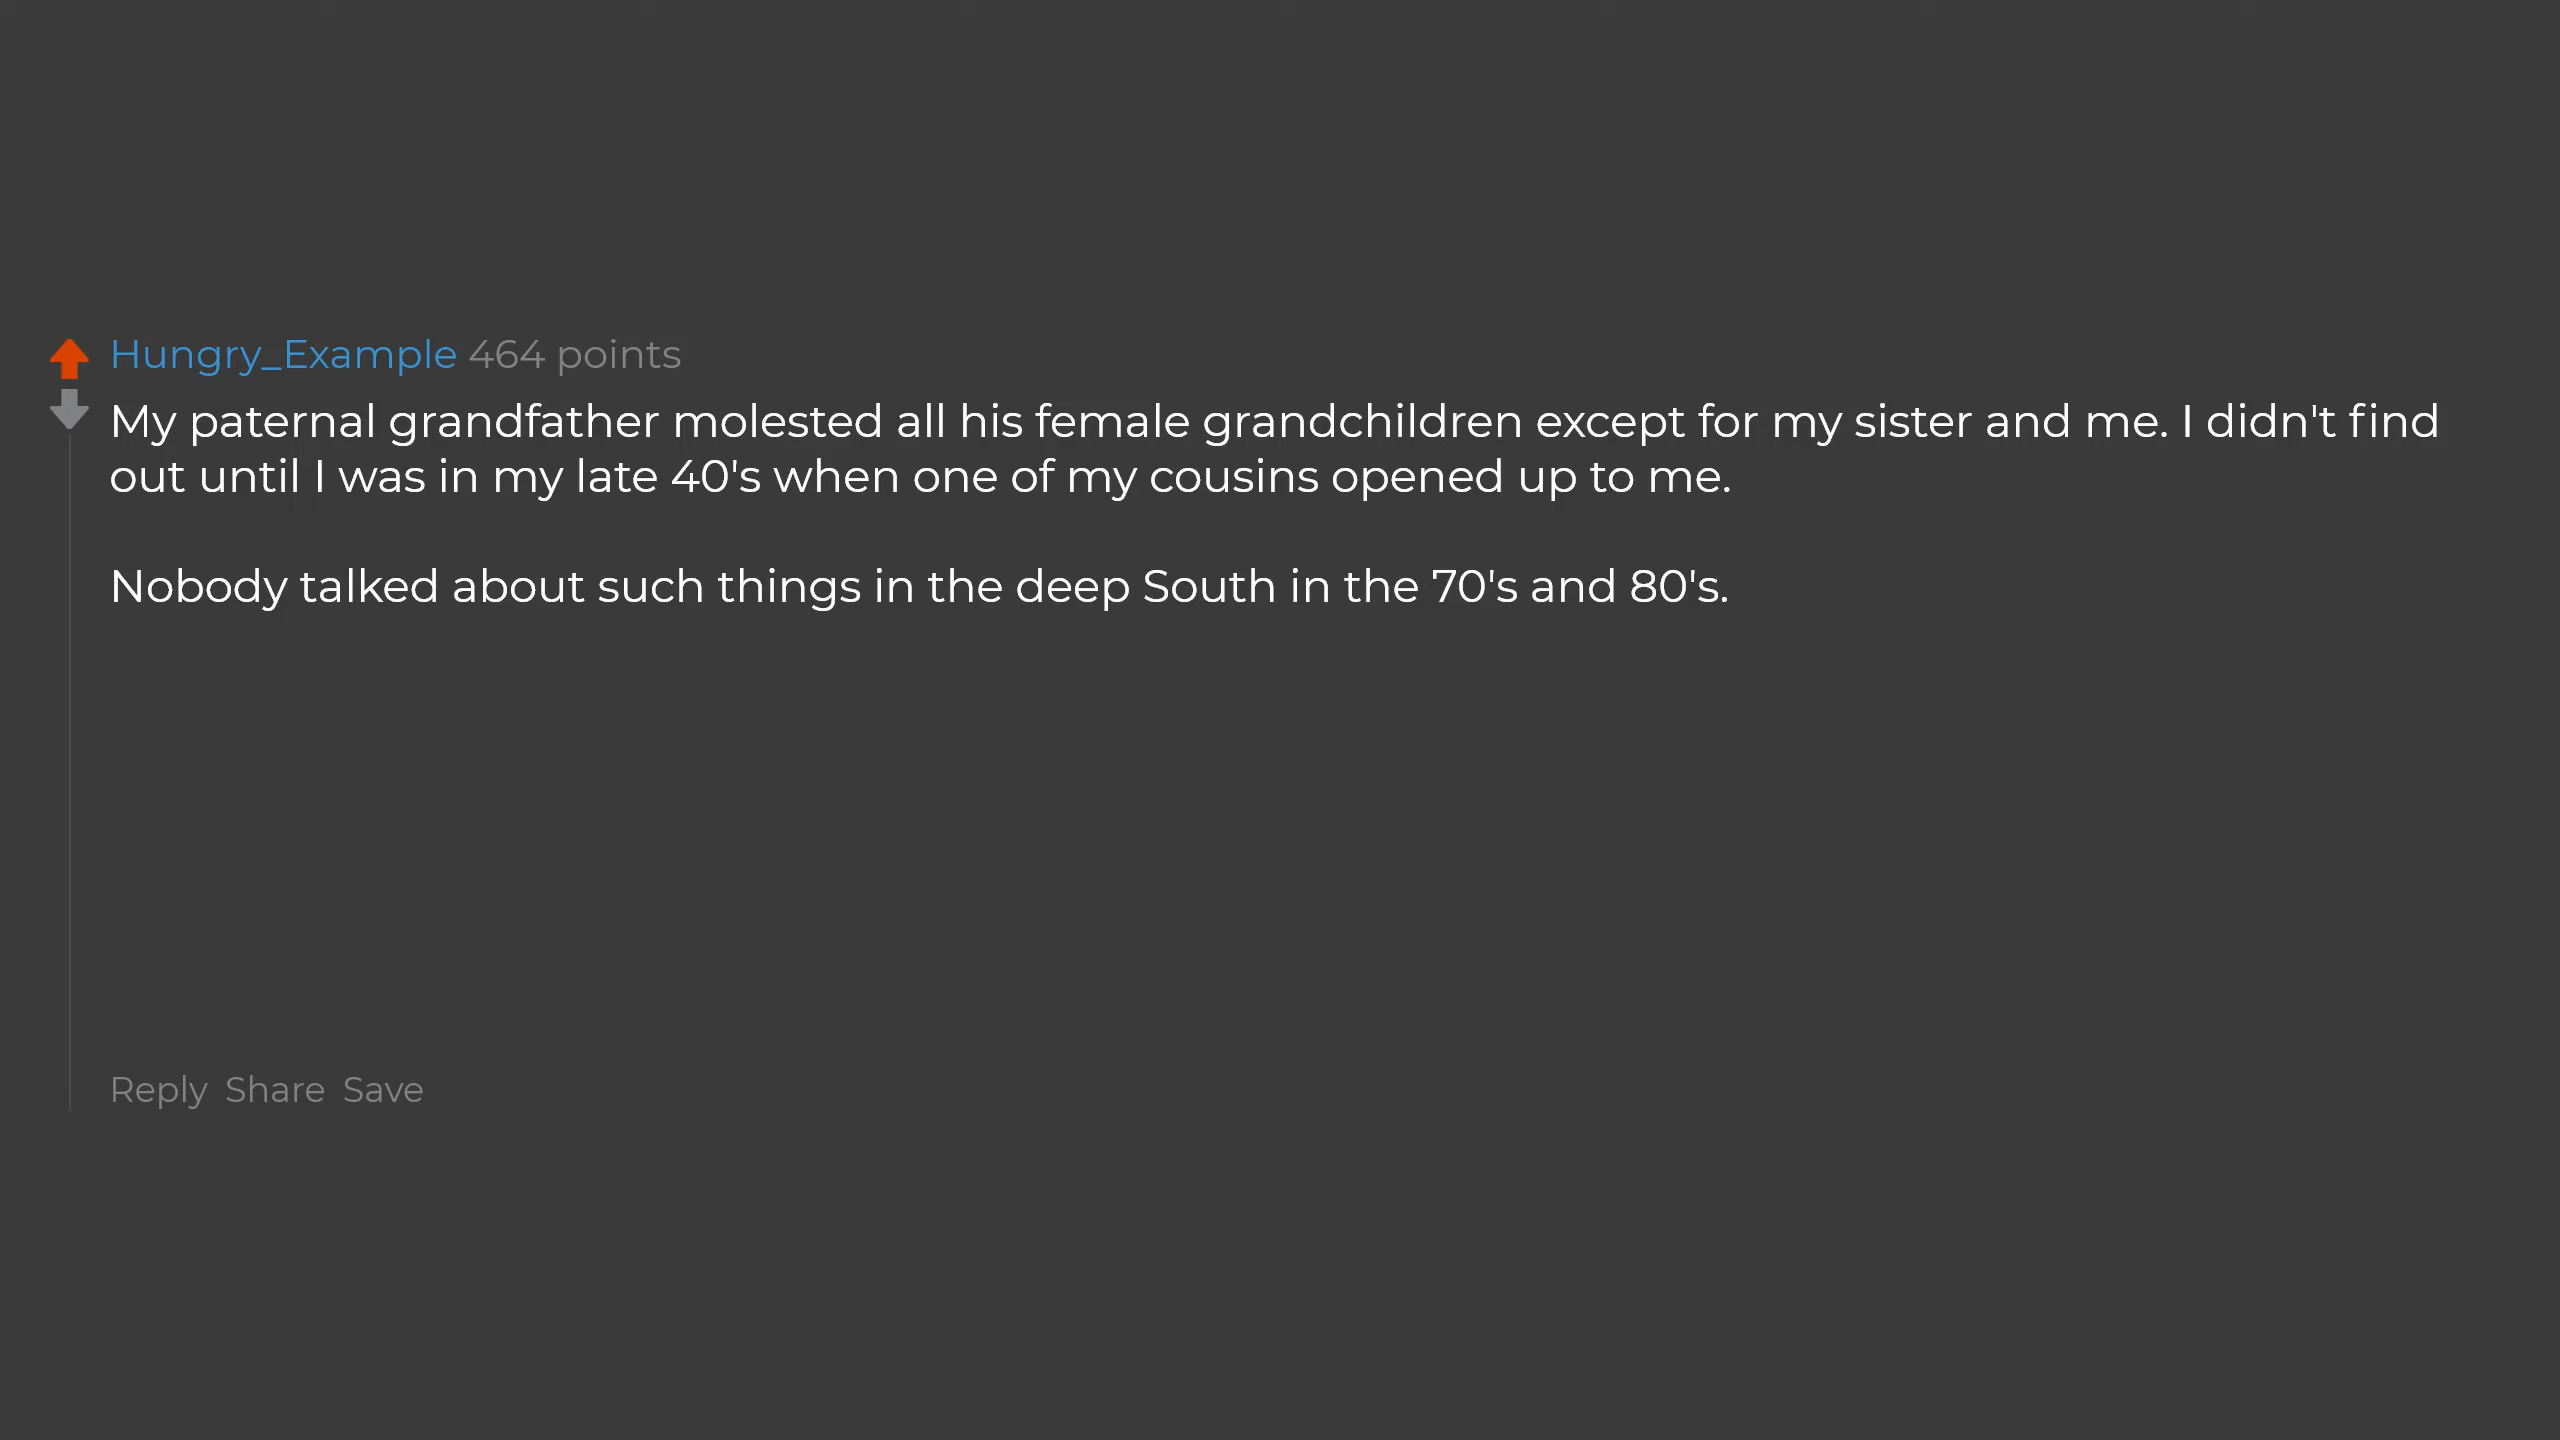 Hungry_Example 464 points
My paternal grandfather molested all his female grandchildren except for my sister and me. I didn't find
out until I was in my late 40's when one of my cousins opened up to me.
Nobody talked about such things in the deep South in the 70's and 80's.
Reply Share Save